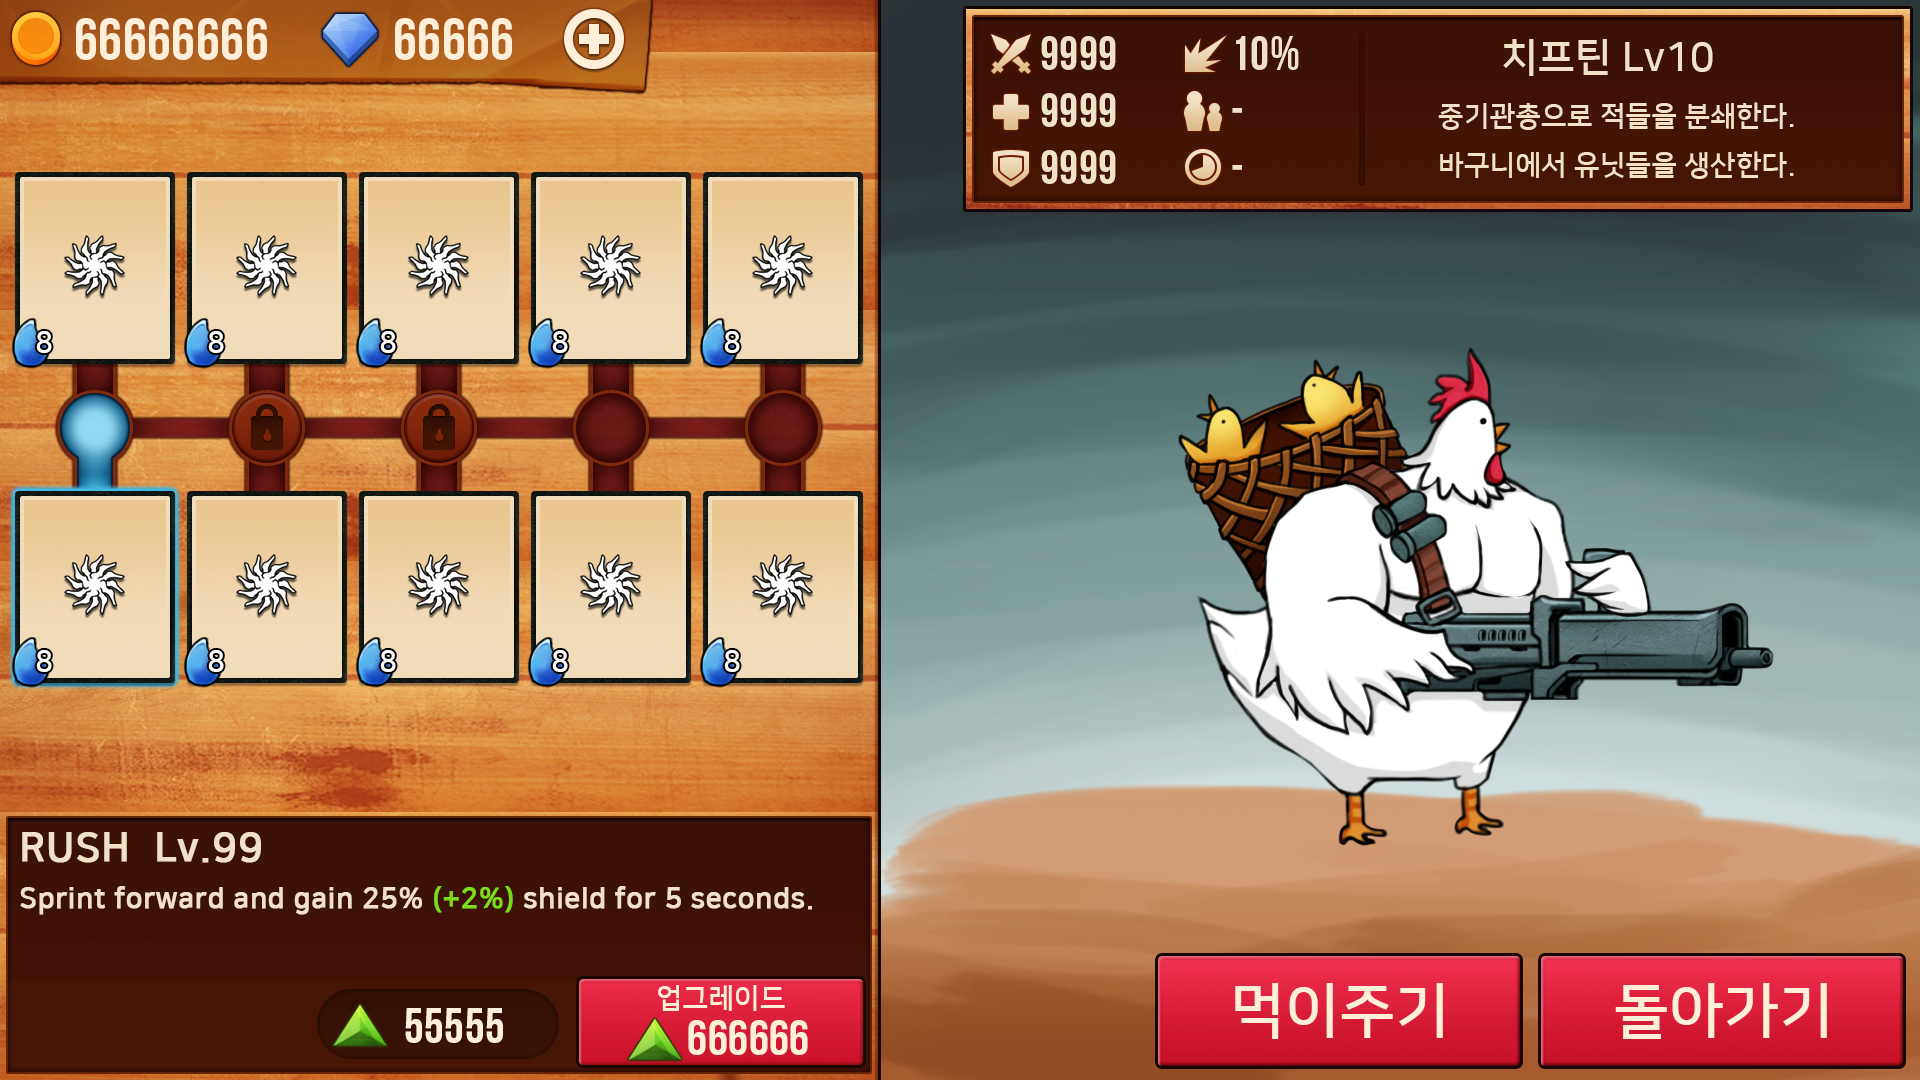 66666666 66666
9999 10%
9999 -
9999 -
치프틴 Lv10
중기관총으로 적들을 분쇄한다.
바구니에서 유닛들을 생산한다.
8 8 8 8 8
8 8 8 8 8
RUSH Lv.99
Sprint forward and gain 25% (+2%) shield for 5 seconds.
55555
업그레이드
666666
먹이주기
돌아가기